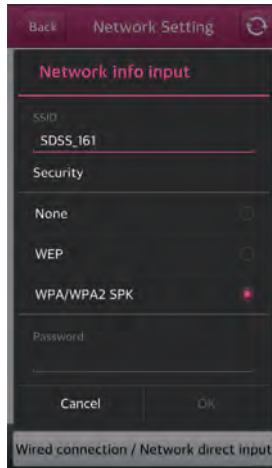 Back Network Setting
Network info input
SSID
SDSS_161
Security
None
WEP
WPA/WPA2 SPK
Password
Cancel OK
Wired connection / Network direct input